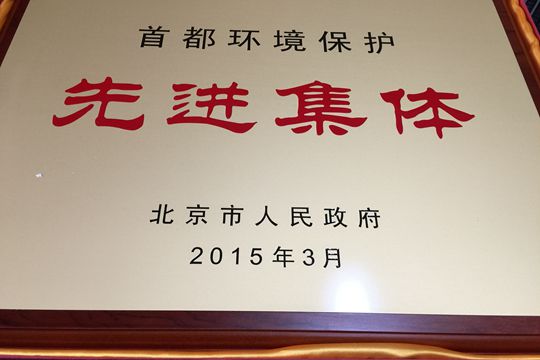 首都环境保护
先进集体
北京市人民政府
2015年3月